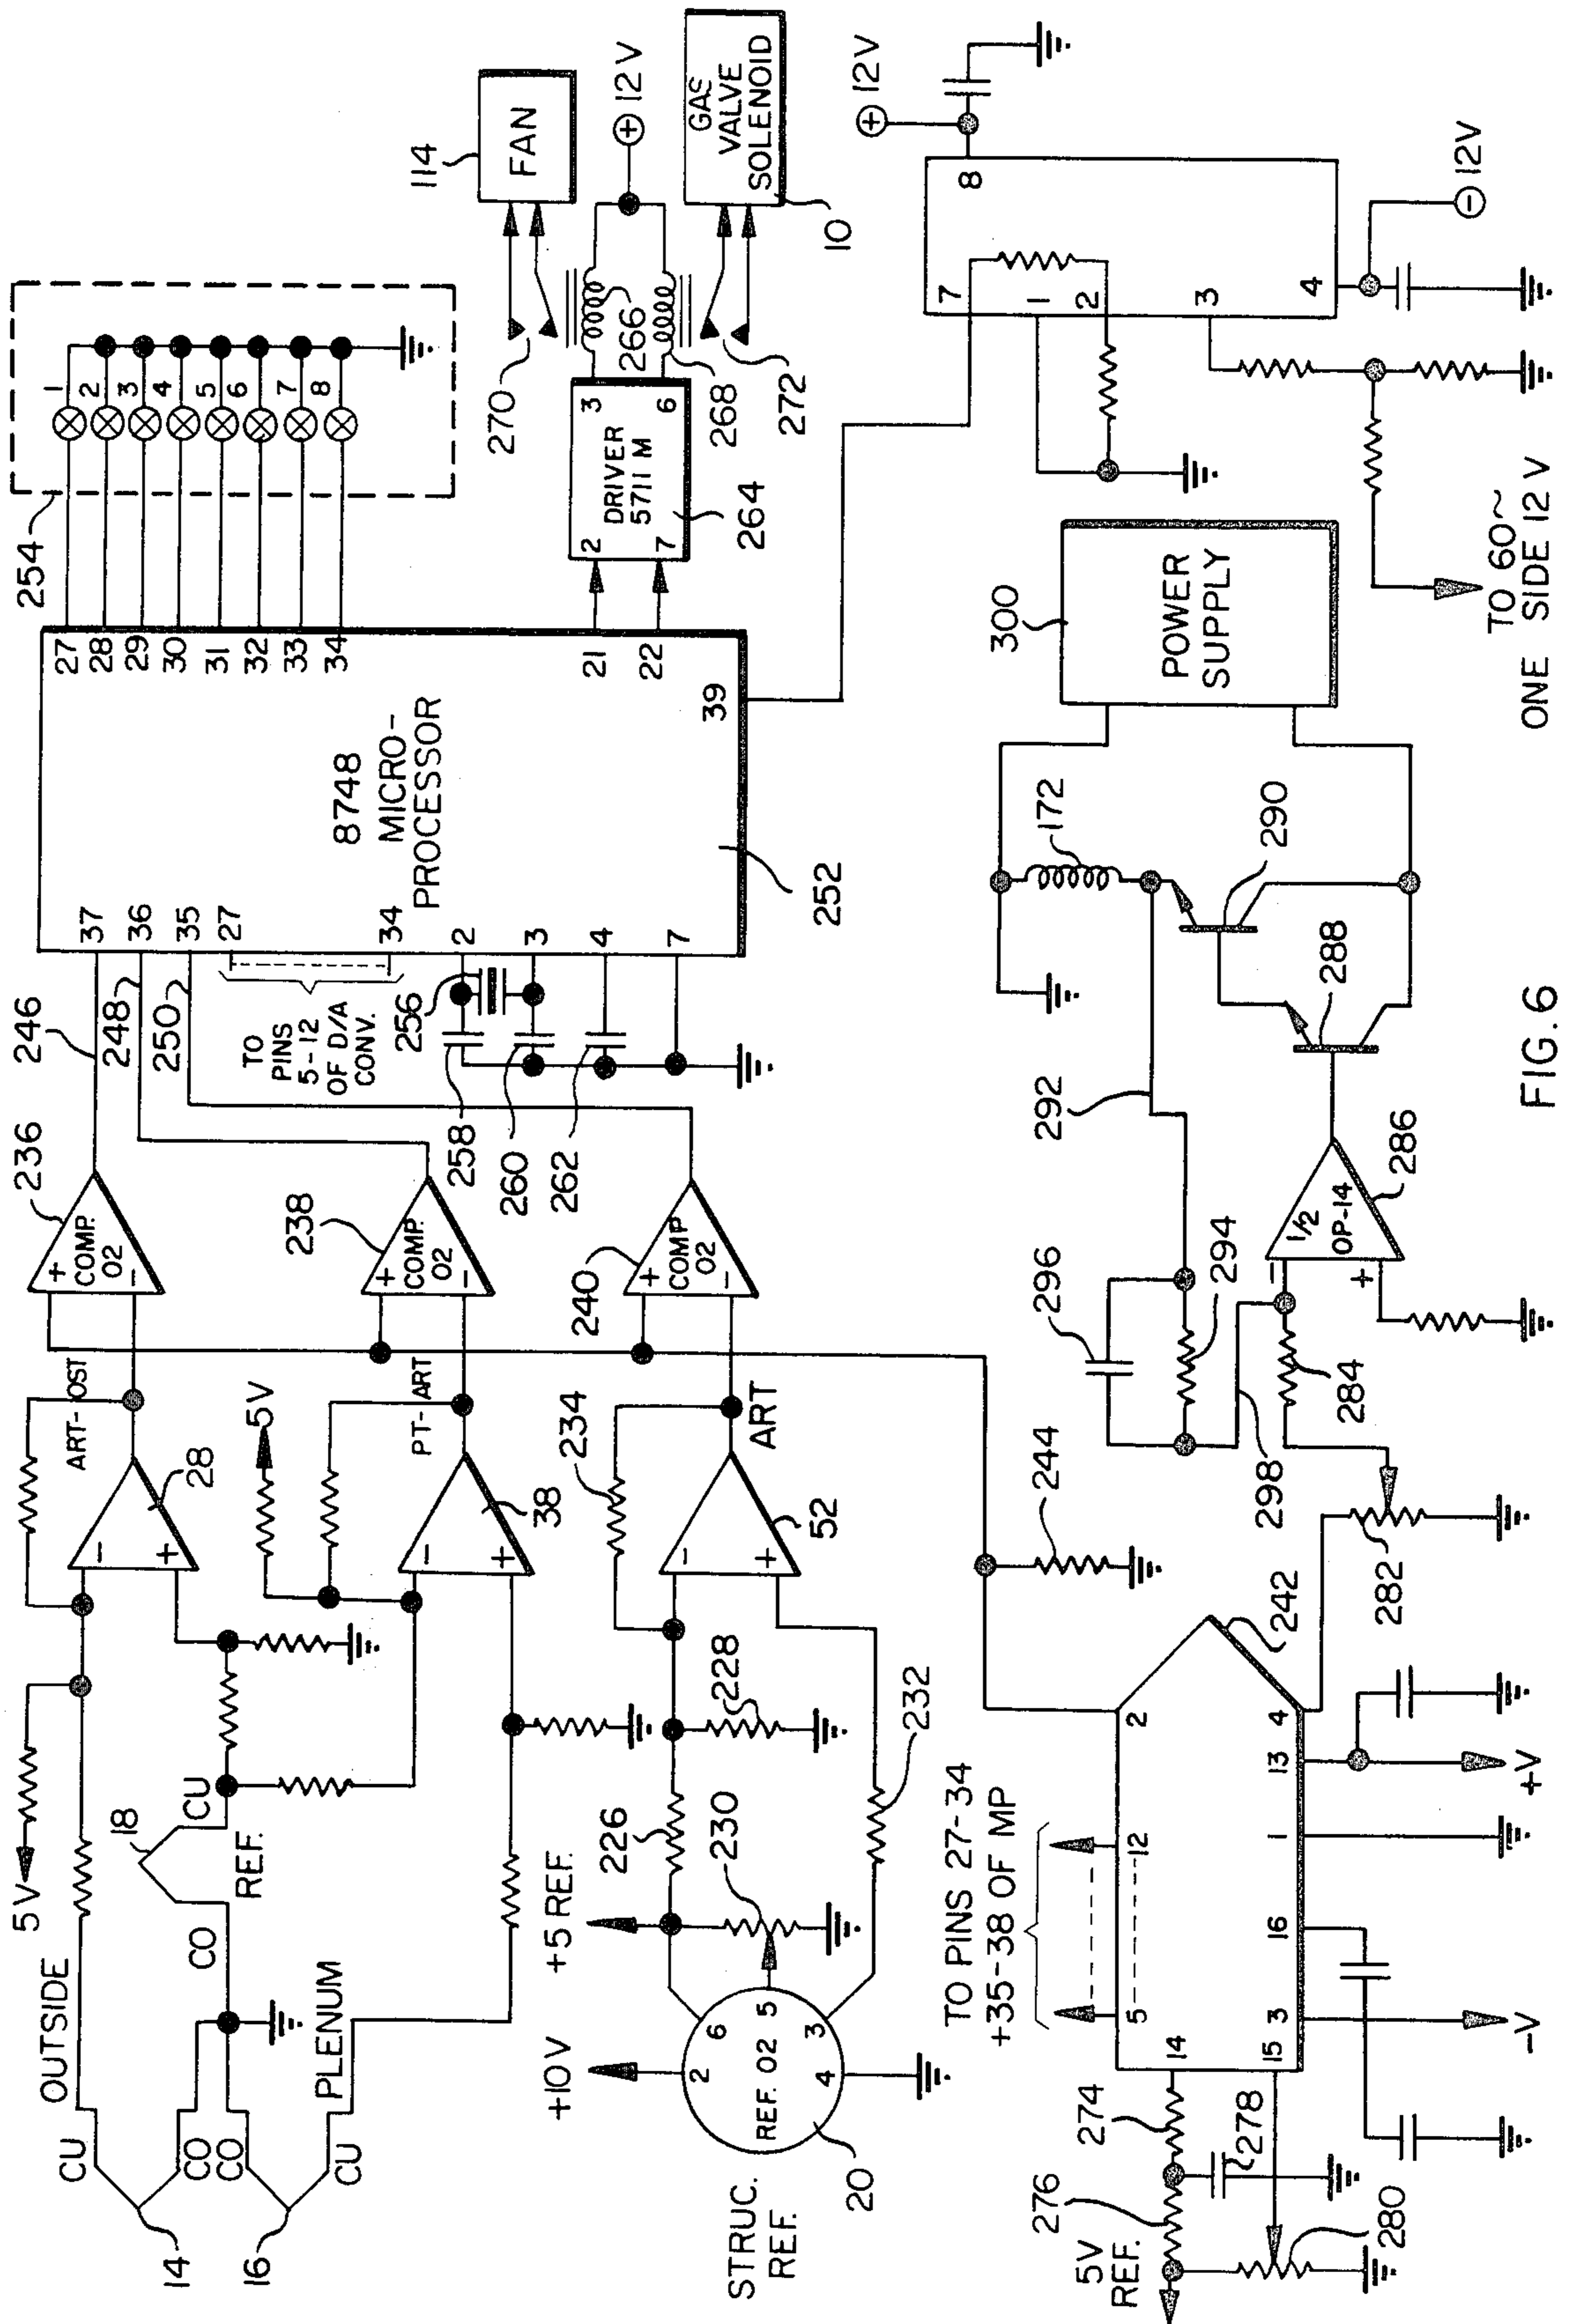 254
1
2
3
4
5
6
7
8
27
28
29
30
31
32
33
34
8748
MICRO-
PROCESSOR
37
36
35
27
34
2
3
4
7
21
22
39
252
114
FAN
270
266
268
272
+ 12V
GAS
VALVE
SOLENOID
10
DRIVER
5711 M
2
7
3
6
264
246
248
250
TO
PINS
5-12
OF D/A
CONV.
256
258
260
262
236
+
COMP.
02
−
238
+
COMP
02
−
240
+
COMP
02
−
ART-OST
28
−
+
5V
PT-ART
38
−
+
5V
234
ART
52
−
+
OUTSIDE
CU
CO
CO
CU
14
16
PLENUM
CO
18
CU
REF.
+5 REF.
226
228
230
232
+10V
2
6
5
3
4
REF. 02
STRUC.
REF.
20
12V
+
8
7
1
2
3
4
− 12V
TO 60~
ONE SIDE 12 V
300
POWER
SUPPLY
172
290
288
292
296
294
298
284
286
1/2
OP-14
−
+
244
242
282
2
4
13
12
1
16
5
3
14
15
TO PINS 27-34
+35-38 OF MP
+V
-V
274
276
278
280
5V
REF.
FIG. 6